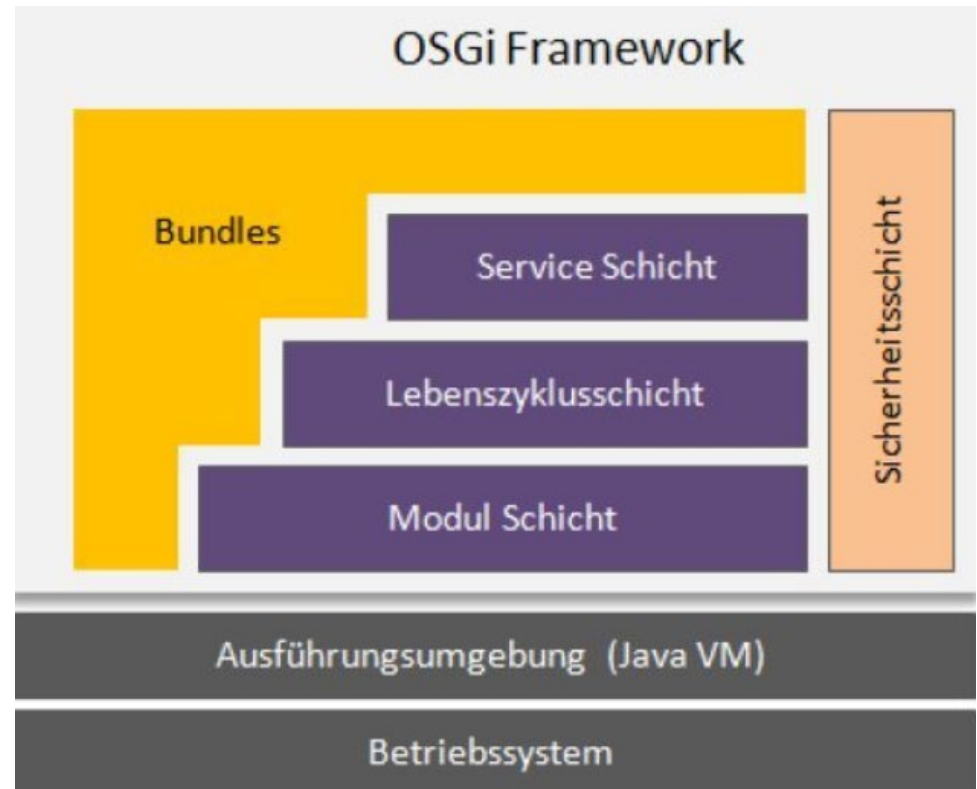 OSGi Framework
Bundles
Service Schicht
Lebenszyklusschicht
Modul Schicht
Sicherheitsschicht
Ausführungsumgebung (Java VM)
Betriebssystem